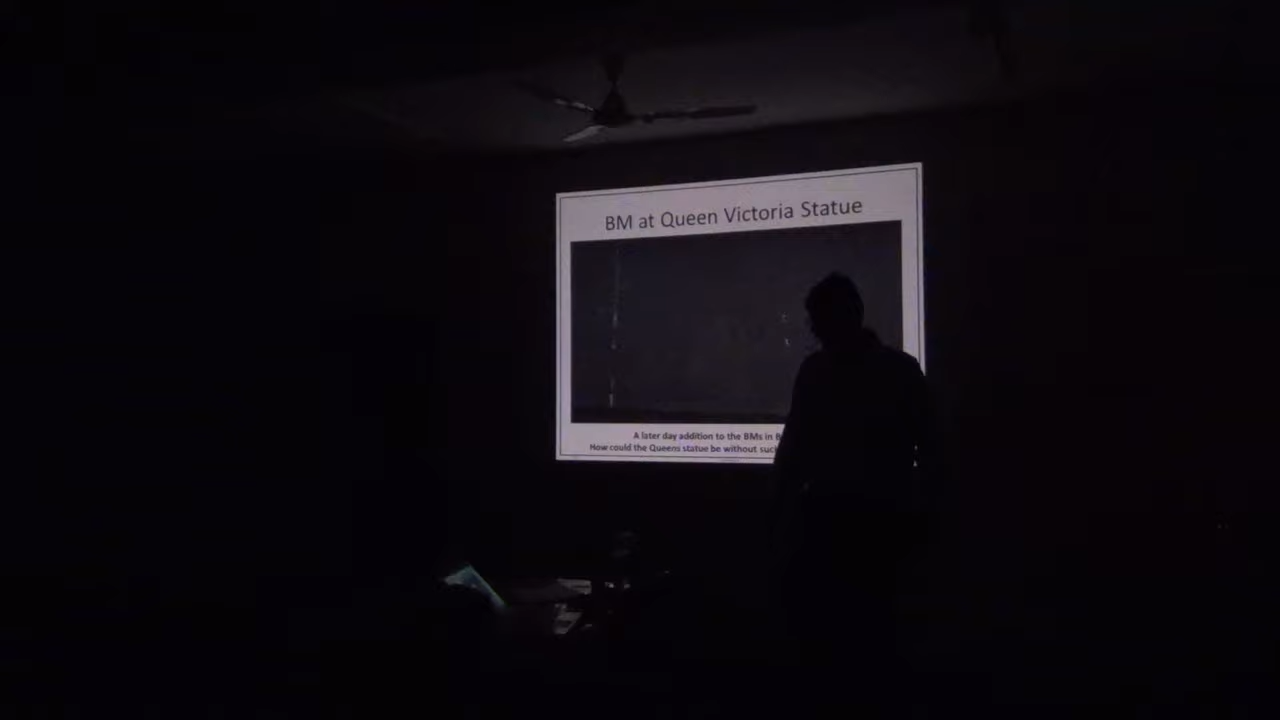 BM at Queen Victoria Statue
A later day addition to the BMs in
How could the Queens statue be without